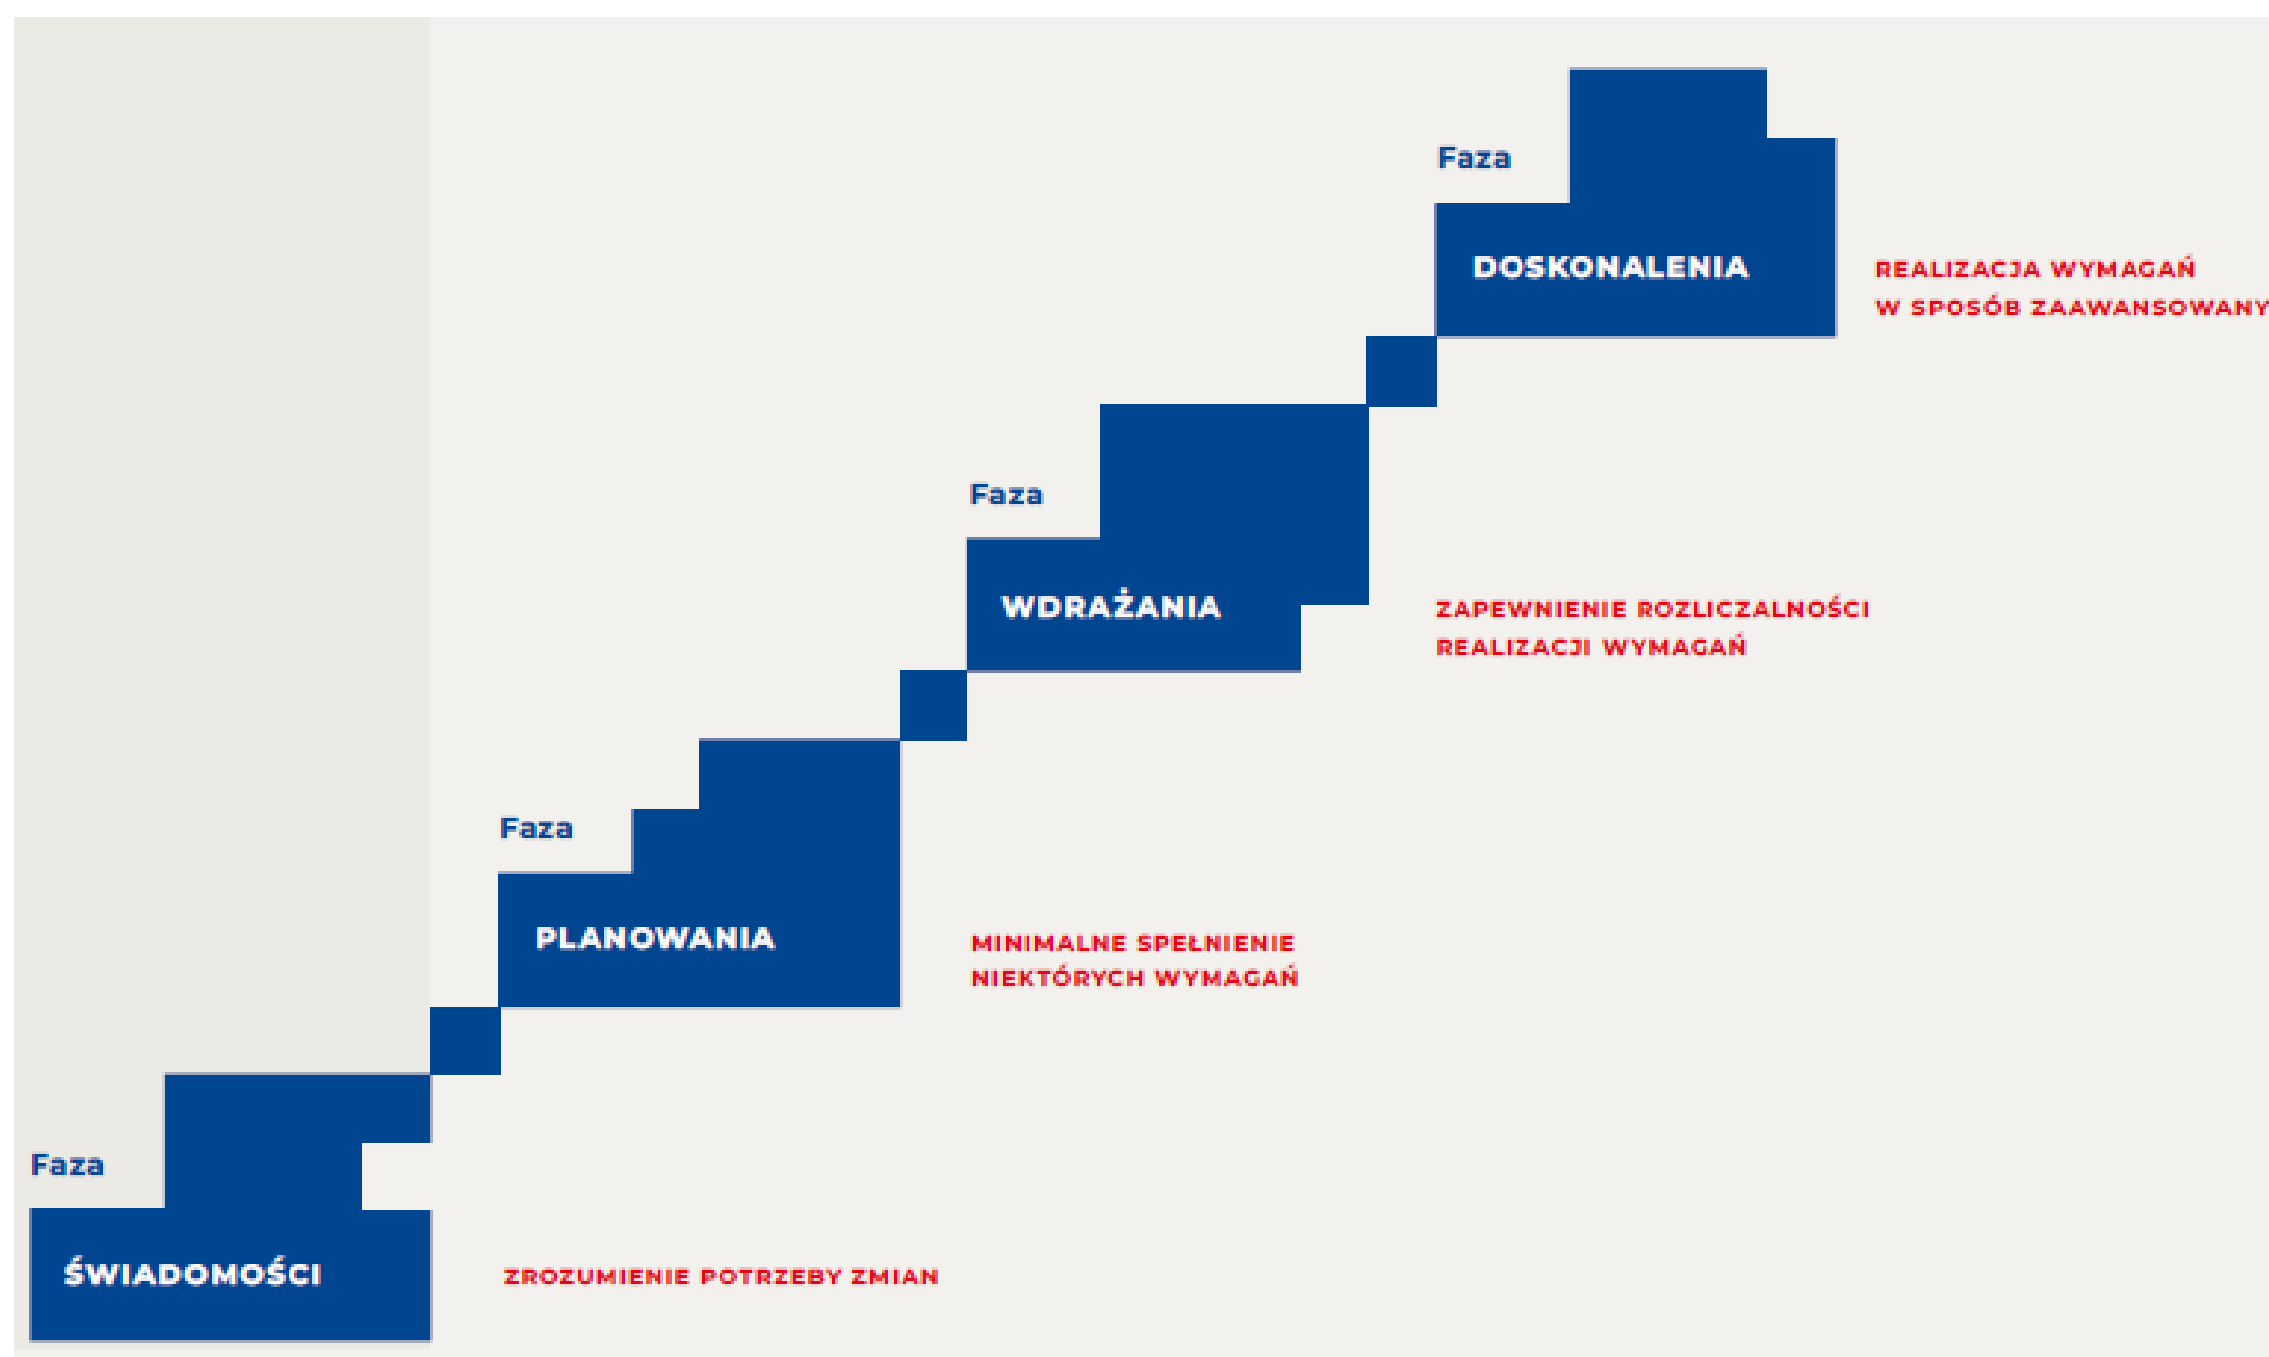 Faza
DOSKONALENIA
REALIZACJA WYMAGAŃ
W SPOSÓB ZAAWANSOWANY
Faza
WDRAŻANIA
ZAPEWNIENIE ROZLICZALNOŚCI
REALIZACJI WYMAGAŃ
Faza
PLANOWANIA
MINIMALNE SPEŁNIENIE
NIEKTÓRYCH WYMAGAŃ
Faza
ŚWIADOMOŚCI
ZROZUMIENIE POTRZEBY ZMIAN